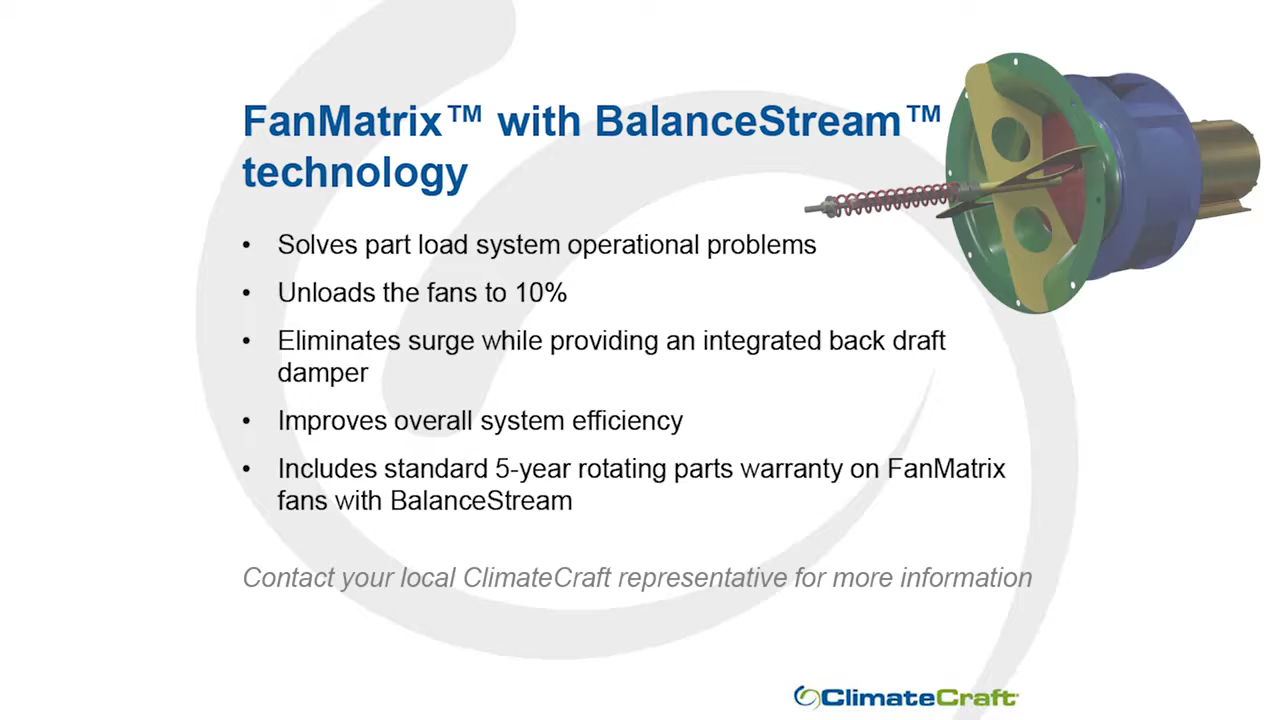 FanMatrix™ with BalanceStream™
technology
• Solves part load system operational problems
• Unloads the fans to 10%
• Eliminates surge while providing an integrated back draft
damper
• Improves overall system efficiency
• Includes standard 5-year rotating parts warranty on FanMatrix
fans with BalanceStream
Contact your local ClimateCraft representative for more information
ClimateCraft